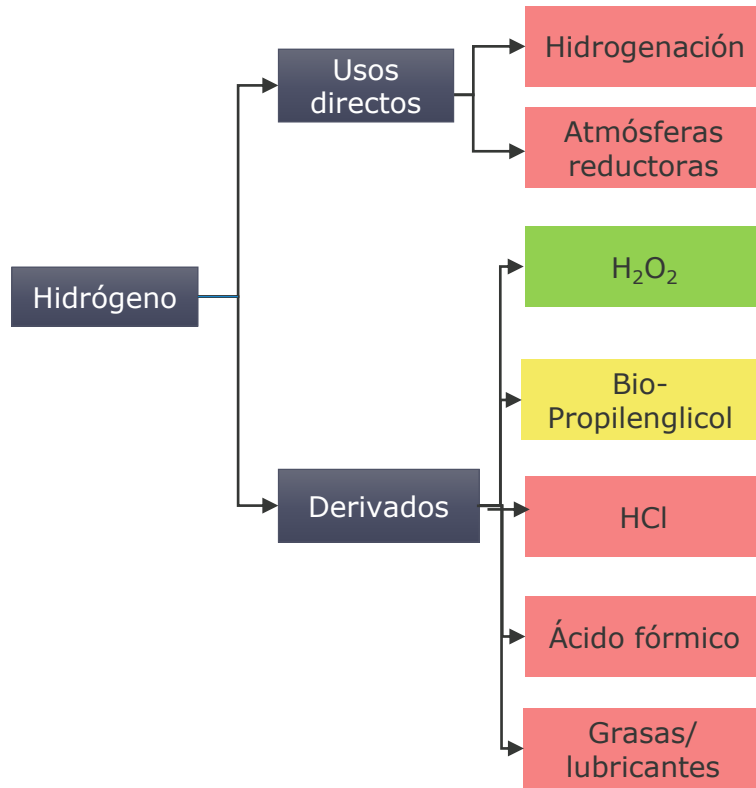 Usos
directos
Hidrogenación
Atmósferas
reductoras
Hidrógeno
H₂O₂
Bio-
Propilenglicol
Derivados
HCl
Ácido fórmico
Grasas/
lubricantes